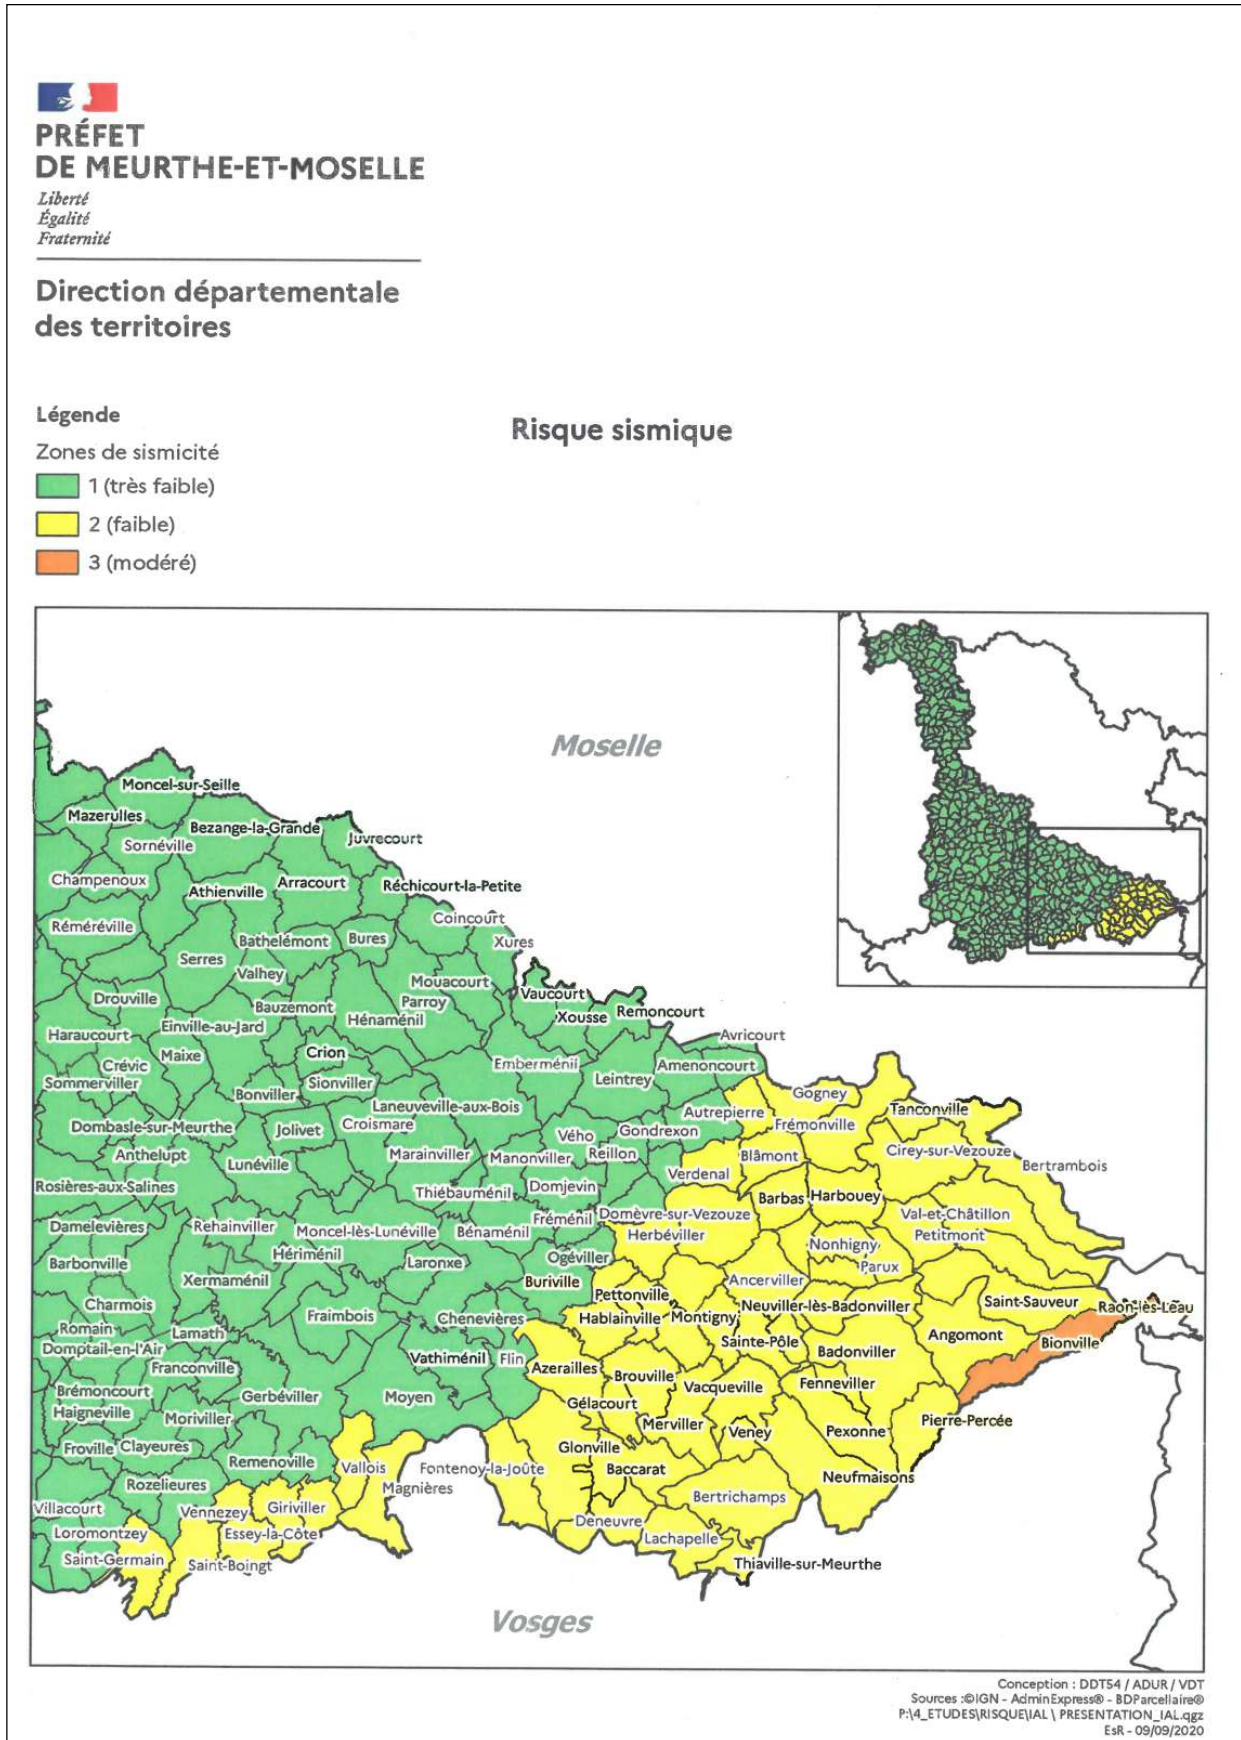 PRÉFET
DE MEURTHE-ET-MOSELLE
Liberté
Égalité
Fraternité
Direction départementale
des territoires
Légende
Risque sismique
Zones de sismicité
1 (très faible)
2 (faible)
3 (modéré)
Moselle
Moncel-sur-Seille
Mazerulles
Bezange-la-Grande
Juvrecourt
Sornéville
Champenoux
Athienville
Arracourt
Réchicourt-la-Petite
Coincourt
Réméréville
Bathelémont
Bures
Xures
Serres
Valhey
Mouacourt
Drouville
Bauzemont
Parroy
Vaucourt
Hénaménil
Xousse
Remoncourt
Haraucourt
Einville-au-Jard
Avricourt
Crévic
Maixe
Crion
Emberménil
Amenoncourt
Sommerviller
Sionviller
Leintrey
Bonviller
Gogney
Laneuveville-aux-Bois
Autrepierre
Tanconville
Dombasle-sur-Meurthe
Jolivet
Croismare
Vého
Gondrexon
Frémonville
Anthelupt
Lunéville
Marainviller
Manonviller
Reillon
Blâmont
Cirey-sur-Vezouze
Bertrambois
Verdenal
Rosières-aux-Salines
Thiébauménil
Domjevin
Barbas
Harbouey
Damelevières
Rehainviller
Moncel-lès-Lunéville
Bénaménil
Fréménil
Domèvre-sur-Vezouze
Val-et-Châtillon
Herbéviller
Petitmont
Barbonville
Hériménil
Laronxe
Ogéviller
Nonhigny
Parux
Xermaménil
Buriville
Ancerviller
Pettonville
Charmois
Fraimbois
Chenevières
Hablainville
Montigny
Neuviller-lès-Badonviller
Saint-Sauveur
Raon-lès-Leau
Romain
Lamath
Sainte-Pôle
Angomont
Bionville
Domptail-en-l'Air
Franconville
Vathiménil
Flin
Azerailles
Badonviller
Brémoncourt
Gerbéviller
Moyen
Brouville
Vacqueville
Fenneviller
Haigneville
Moriviller
Gélacourt
Merviller
Veney
Pexonne
Pierre-Percée
Froville
Clayeures
Remenoville
Vallois
Fontenoy-la-Joûte
Glonville
Baccarat
Neufmaisons
Rozelieures
Magnières
Bertrichamps
Villacourt
Vennezey
Giriviller
Deneuvre
Loromontzey
Essey-la-Côte
Lachapelle
Saint-Germain
Saint-Boingt
Thiaville-sur-Meurthe
Vosges
Conception : DDT54 / ADUR / VDT
Sources :©IGN - AdminExpress® - BDParcellaire®
P:\4_ETUDES\RISQUE\IAL \ PRESENTATION_IAL.qgz
EsR - 09/09/2020